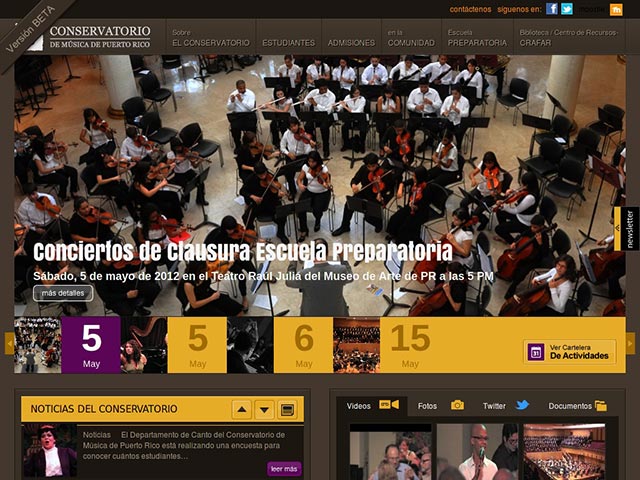 Versión BETA
contáctenos síguenos en: moodle
CONSERVATORIO
DE MÚSICA DE PUERTO RICO
Sobre
EL CONSERVATORIO
ESTUDIANTES
ADMISIONES
en la
COMUNIDAD
Escuela
PREPARATORIA
Biblioteca / Centro de Recursos-
CRAFAR
newsletter
Conciertos de Clausura Escuela Preparatoria
Sábado, 5 de mayo de 2012 en el Teatro Raúl Juliá del Museo de Arte de PR a las 5 PM
más detalles
5
May
5
May
6
May
15
May
31
Ver Cartelera
De Actividades
NOTICIAS DEL CONSERVATORIO
Noticias El Departamento de Canto del Conservatorio de
Música de Puerto Rico está realizando una encuesta para
conocer cuántos estudiantes…
leer más
Videos
Fotos
Twitter
Documentos